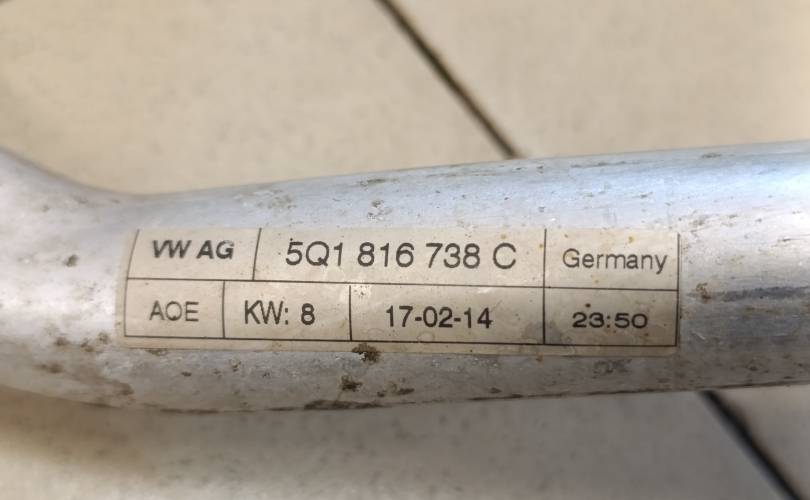 VW AG 5Q1 816 738 C Germany
AOE KW: 8 17-02-14 23:50